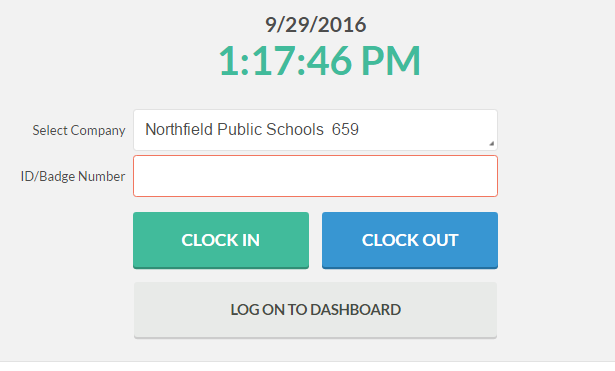 9/29/2016
1:17:46 PM
Select Company Northfield Public Schools 659
ID/Badge Number
CLOCK IN CLOCK OUT
LOG ON TO DASHBOARD